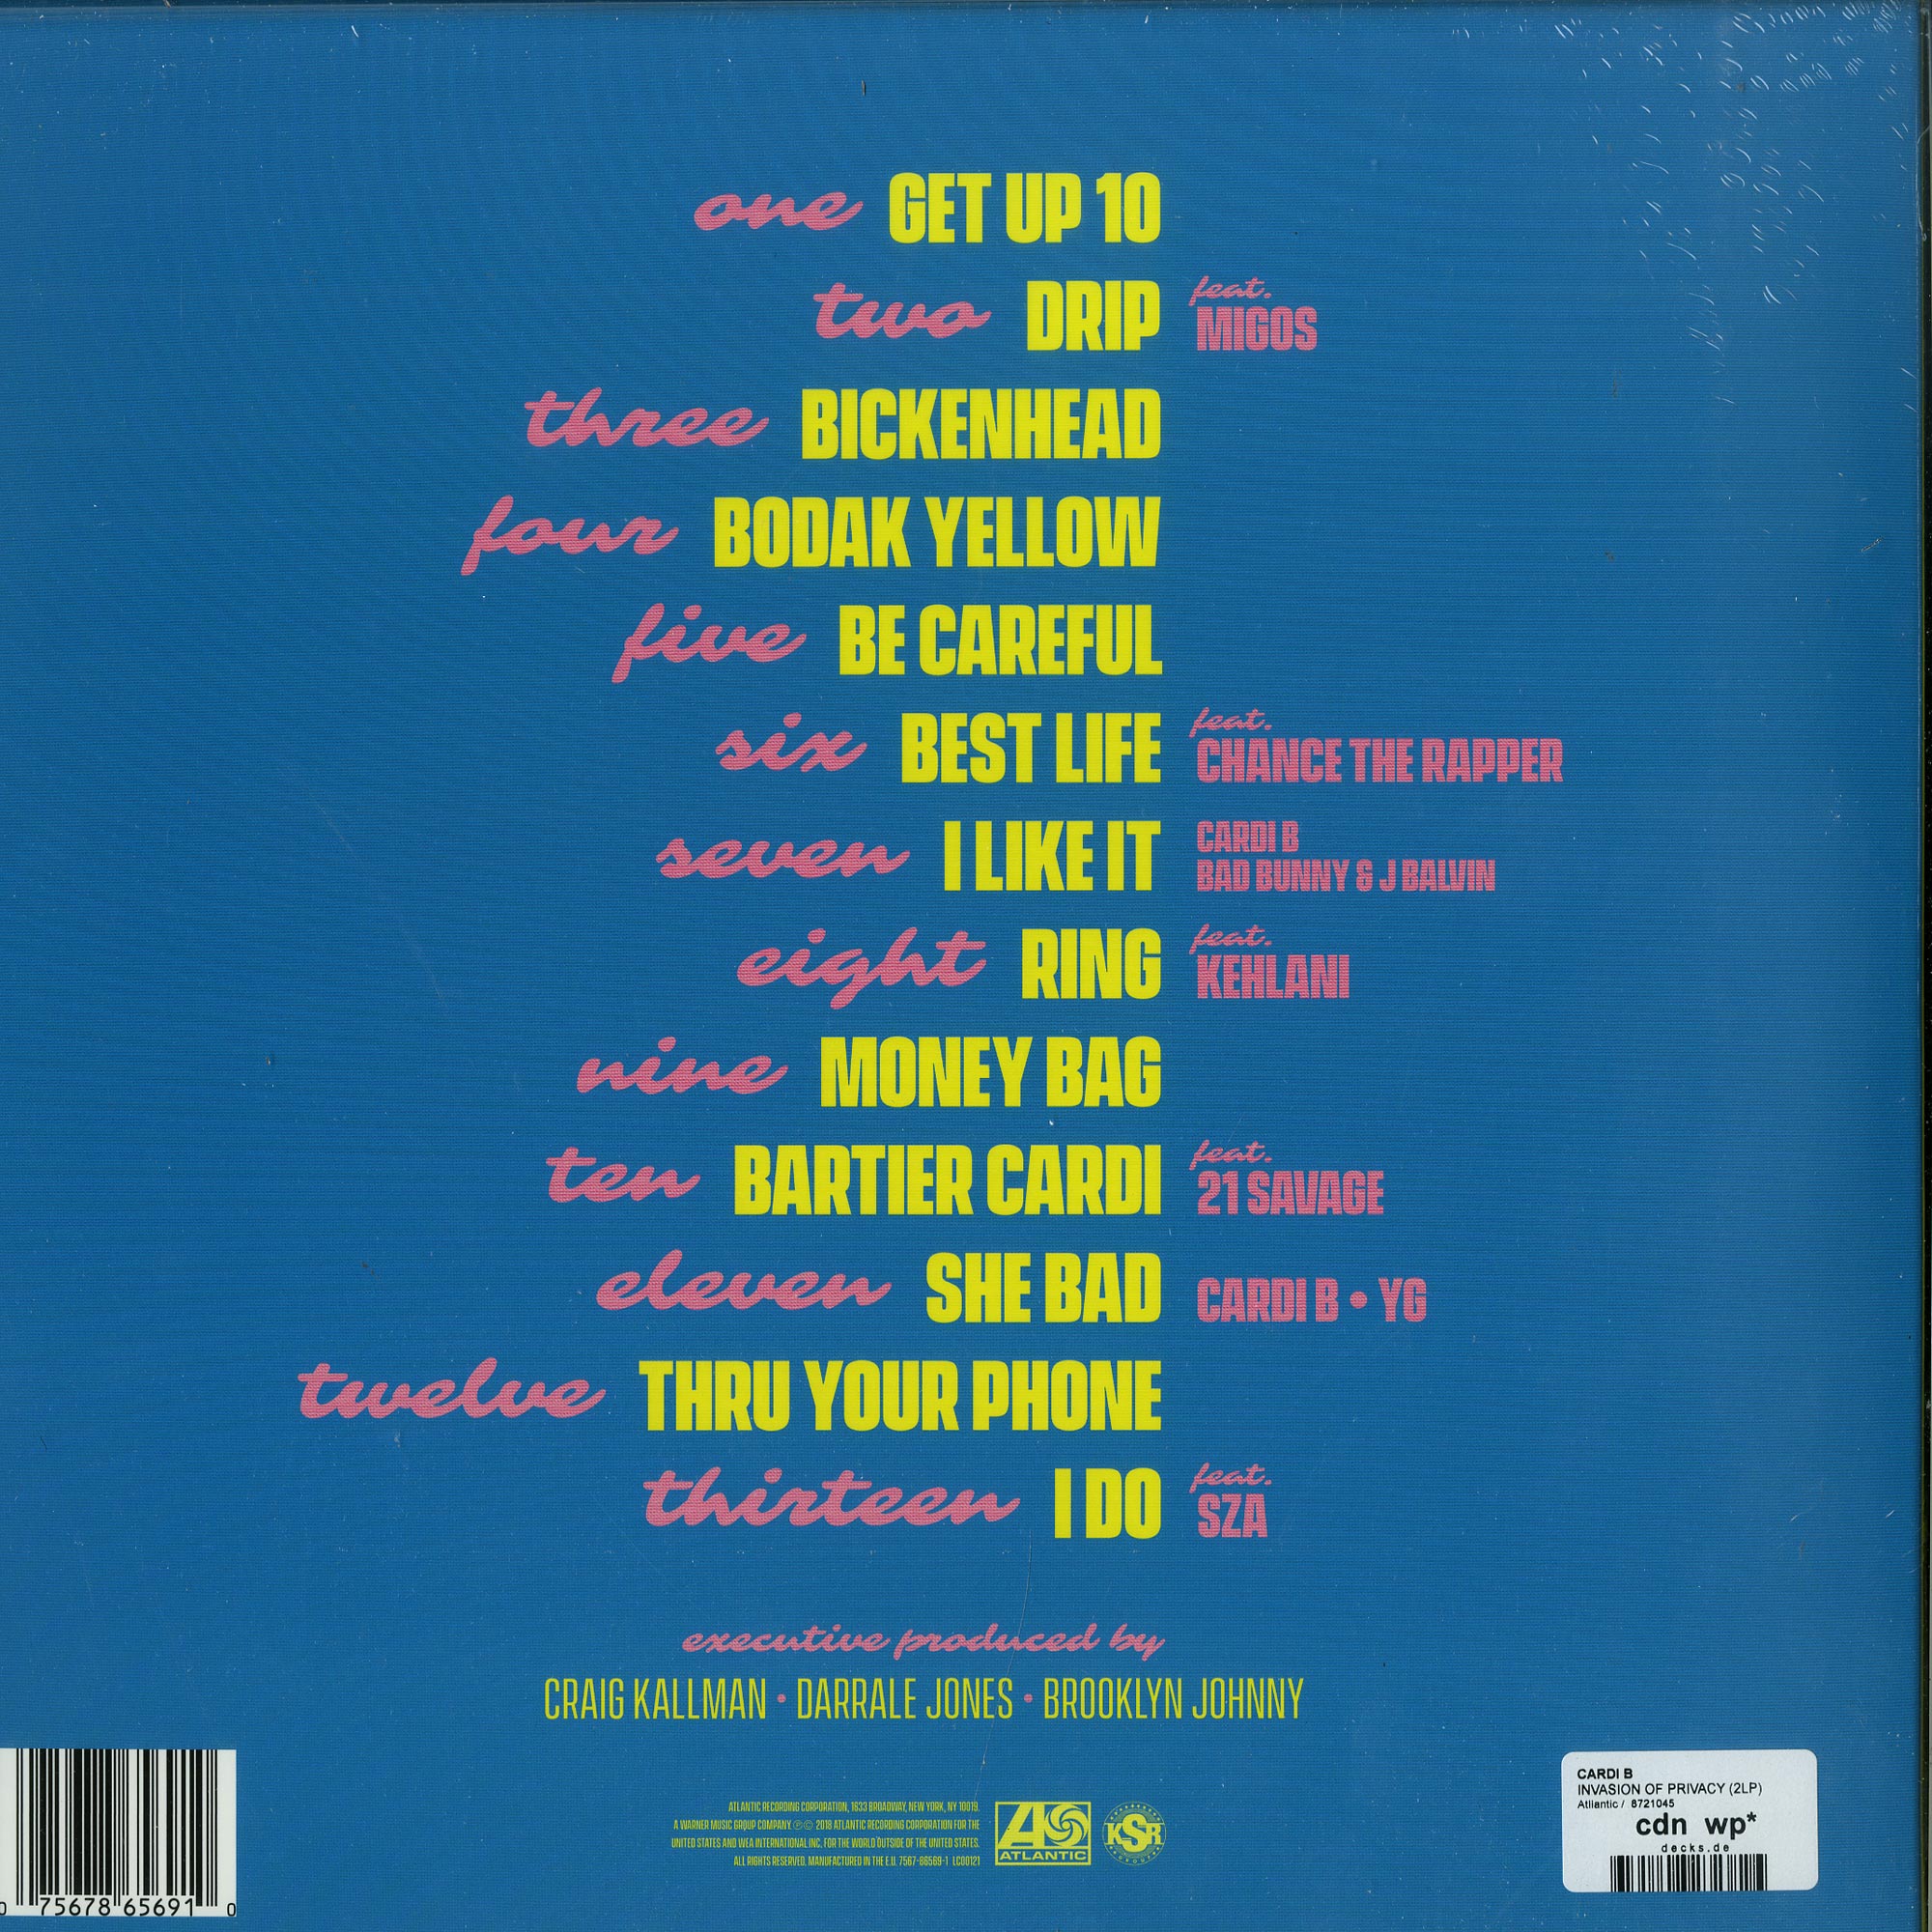 one GET UP 10
two DRIP feat. MIGOS
three BICKENHEAD
four BODAK YELLOW
five BE CAREFUL
six BEST LIFE feat. CHANCE THE RAPPER
seven I LIKE IT CARDI B
BAD BUNNY & J BALVIN
eight RING feat. KEHLANI
nine MONEY BAG
ten BARTIER CARDI feat. 21 SAVAGE
eleven SHE BAD CARDI B • YG
twelve THRU YOUR PHONE
thirteen I DO feat. SZA
executive produced by
CRAIG KALLMAN • DARRALE JONES • BROOKLYN JOHNNY
ATLANTIC RECORDING CORPORATION, 1633 BROADWAY, NEW YORK, NY 10019.
A WARNER MUSIC GROUP COMPANY. ℗© 2018 ATLANTIC RECORDING CORPORATION FOR THE
UNITED STATES AND WEA INTERNATIONAL INC. FOR THE WORLD OUTSIDE OF THE UNITED STATES.
ALL RIGHTS RESERVED. MANUFACTURED IN THE E.U. 7567-86569-1 LC00121
ATLANTIC
KSR
0 75678 65691 0
CARDI B
INVASION OF PRIVACY (2LP)
Atlantic / 8721045
cdn wp*
decks.de